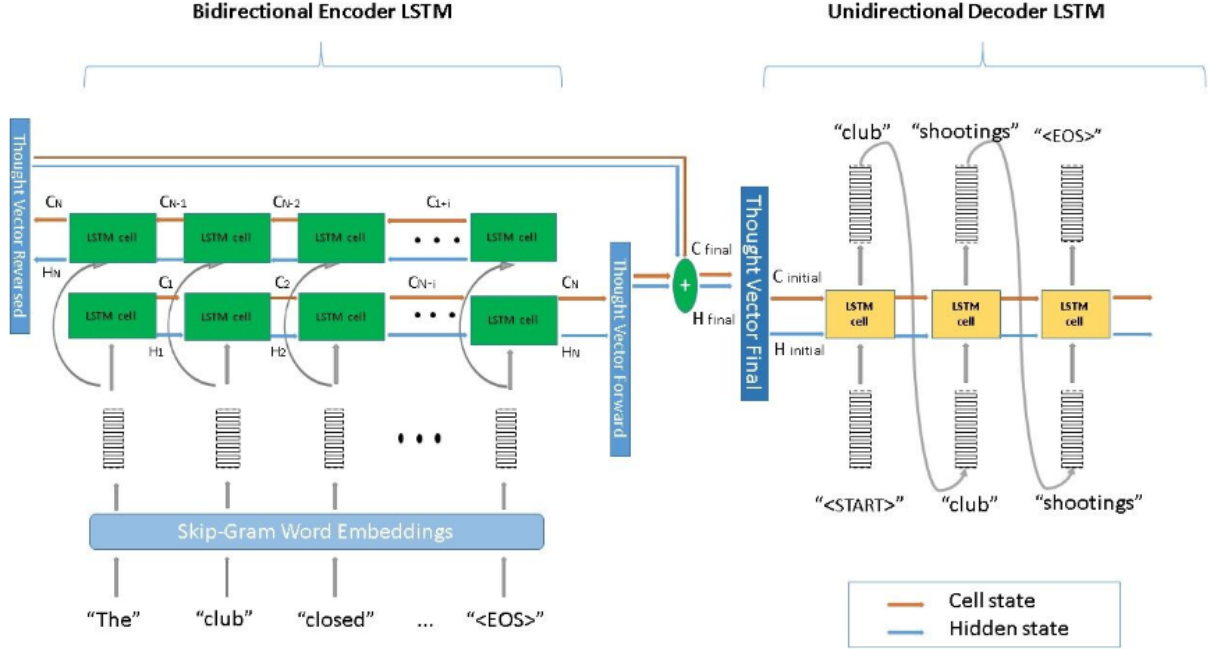 Bidirectional Encoder LSTM
Unidirectional Decoder LSTM
Thought Vector Reversed
CN
CN-1
CN-2
C1+i
LSTM cell
LSTM cell
LSTM cell
• • •
LSTM cell
HN
C1
C2
CN-i
CN
LSTM cell
LSTM cell
LSTM cell
• • •
LSTM cell
H1
H2
HN
Thought Vector Forward
+
C final
H final
Thought Vector Final
C initial
H initial
"club"
"shootings"
"<EOS>"
LSTM
cell
LSTM
cell
LSTM
cell
"<START>"
"club"
"shootings"
• • •
Skip-Gram Word Embeddings
"The"
"club"
"closed"
...
"<EOS>"
Cell state
Hidden state